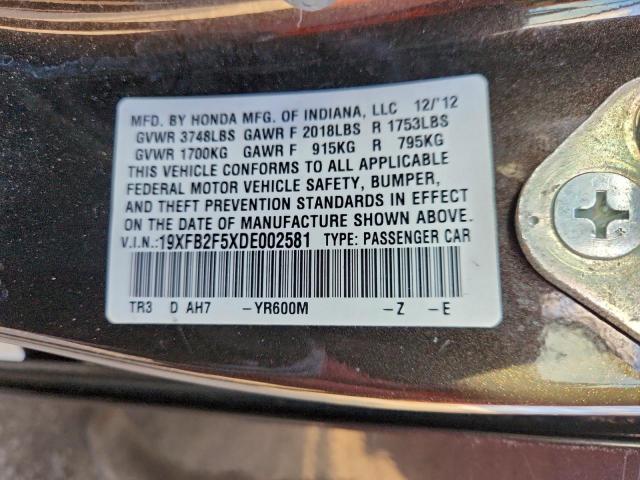 MFD. BY HONDA MFG. OF INDIANA, LLC 12/'12
GVWR 3748LBS GAWR F 2018LBS R 1753LBS
GVWR 1700KG GAWR F 915KG R 795KG
THIS VEHICLE CONFORMS TO ALL APPLICABLE
FEDERAL MOTOR VEHICLE SAFETY, BUMPER,
AND THEFT PREVENTION STANDARDS IN EFFECT
ON THE DATE OF MANUFACTURE SHOWN ABOVE.
V.I.N.:19XFB2F5XDE002581 TYPE: PASSENGER CAR
TR3 D AH7 -YR600M -Z -E